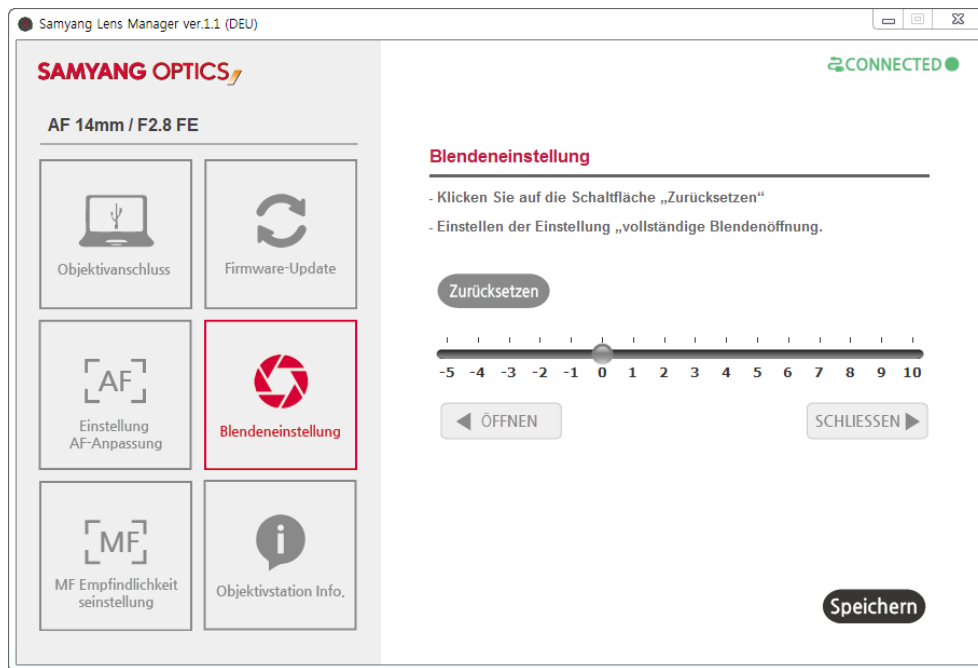 Samyang Lens Manager ver.1.1 (DEU)
SAMYANG OPTICS
CONNECTED
AF 14mm / F2.8 FE
Objektivanschluss
Firmware-Update
AF
Einstellung
AF-Anpassung
Blendeneinstellung
MF
MF Empfindlichkeit
seinstellung
i
Objektivstation Info.
Blendeneinstellung
- Klicken Sie auf die Schaltfläche „Zurücksetzen“
- Einstellen der Einstellung „vollständige Blendenöffnung.
Zurücksetzen
-5 -4 -3 -2 -1 0 1 2 3 4 5 6 7 8 9 10
ÖFFNEN
SCHLIESSEN
Speichern